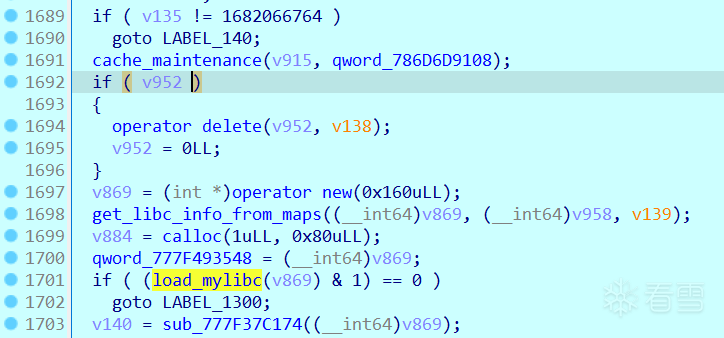 1689 if ( v135 != 1682066764 )
1690 goto LABEL_140;
1691 cache_maintenance(v915, qword_786D6D9108);
1692 if ( v952 )
1693 {
1694 operator delete(v952, v138);
1695 v952 = 0LL;
1696 }
1697 v869 = (int *)operator new(0x160uLL);
1698 get_libc_info_from_maps((__int64)v869, (__int64)v958, v139);
1699 v884 = calloc(1uLL, 0x80uLL);
1700 qword_777F493548 = (__int64)v869;
1701 if ( (load_mylibc(v869) & 1) == 0 )
1702 goto LABEL_1300;
1703 v140 = sub_777F37C174((__int64)v869);
看雪